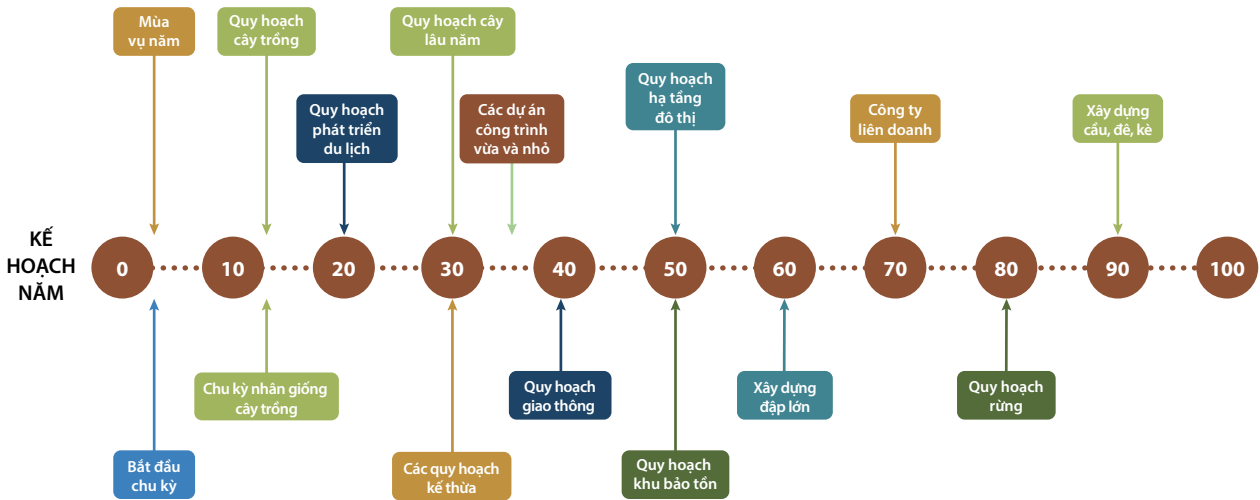 Mùa
vụ năm
Quy hoạch
cây trồng
Quy hoạch cây
lâu năm
Quy hoạch
phát triển
du lịch
Các dự án
công trình
vừa và nhỏ
Quy hoạch
hạ tầng
đô thị
Công ty
liên doanh
Xây dựng
cầu, đê, kè
KẾ
HOẠCH
NĂM
0
10
20
30
40
50
60
70
80
90
100
Chu kỳ nhân giống
cây trồng
Quy hoạch
giao thông
Xây dựng
đập lớn
Quy hoạch
rừng
Bắt đầu
chu kỳ
Các quy hoạch
kế thừa
Quy hoạch
khu bảo tồn